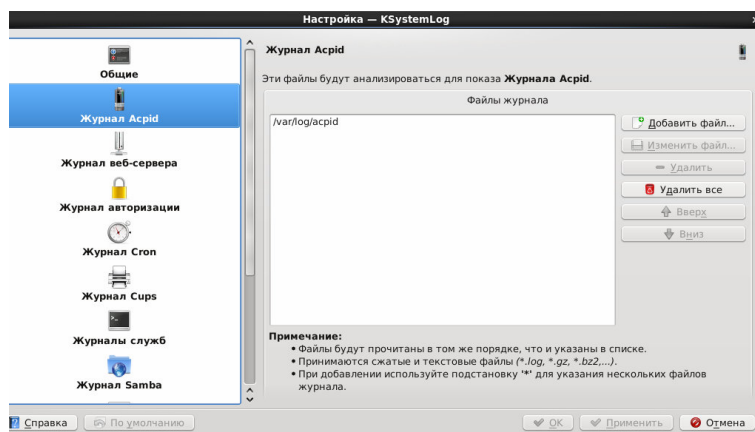 Настройка — KSystemLog
Общие
Журнал Acpid
Журнал веб-сервера
Журнал авторизации
Журнал Cron
Журнал Cups
Журналы служб
Журнал Samba
Журнал Acpid
Эти файлы будут анализироваться для показа Журнала Acpid.
Файлы журнала
/var/log/acpid
Добавить файл...
Изменить файл...
Удалить
Удалить все
Вверх
Вниз
Примечание:
• Файлы будут прочитаны в том же порядке, что и указаны в списке.
• Принимаются сжатые и текстовые файлы (*.log, *.gz, *.bz2,...).
• При добавлении используйте подстановку '*' для указания нескольких файлов
журнала.
Справка
По умолчанию
OK
Применить
Отмена